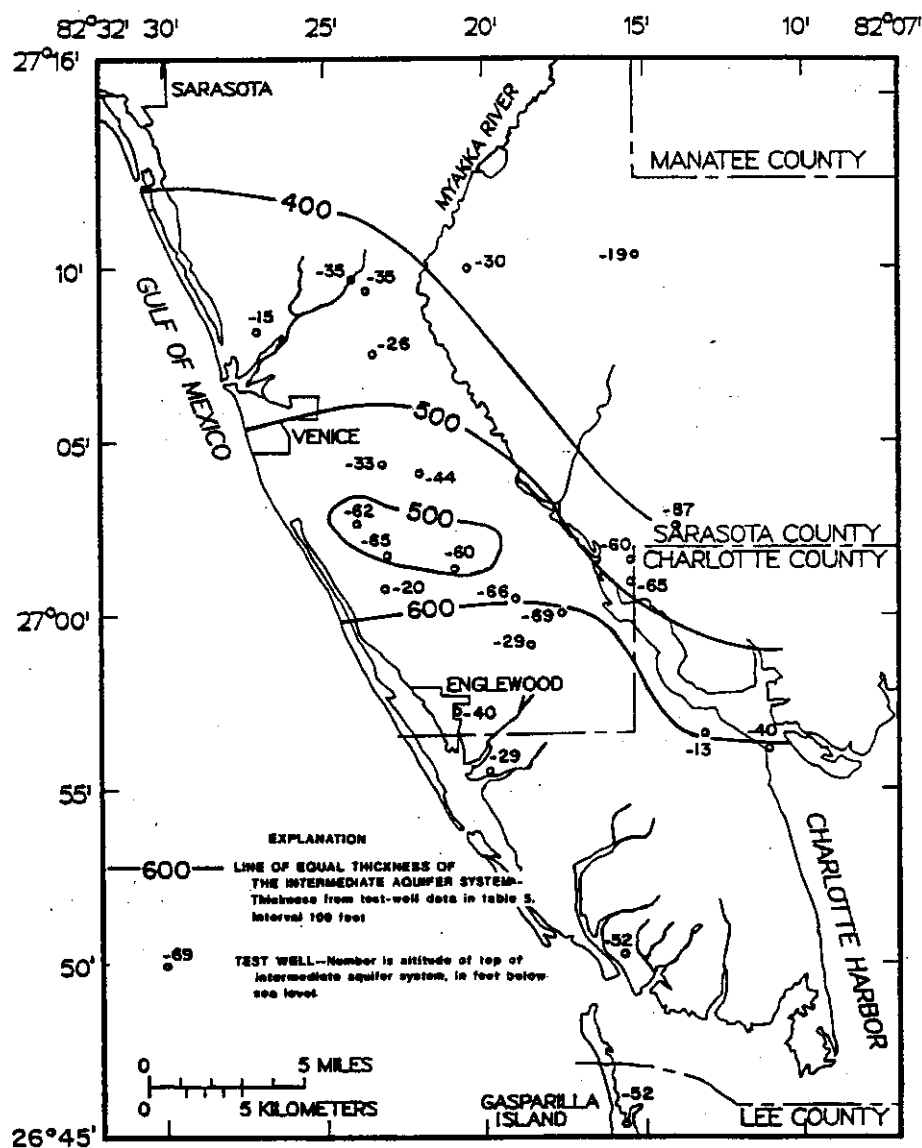 82°32' 30' 25' 20' 15' 10' 82°07'
27°16'
SARASOTA
MYAKKA RIVER
MANATEE COUNTY
400
10'
-30
-19
-35
-35
-15
-26
GULF OF MEXICO
500
05'
VENICE
-33
-44
-87
-62
500
SARASOTA COUNTY
-65
-60
-60
CHARLOTTE COUNTY
-20
-66
-65
27°00'
600
-69
-29
ENGLEWOOD
-40
-40
-13
-29
55'
CHARLOTTE HARBOR
EXPLANATION
600
LINE OF EQUAL THICKNESS OF
THE INTERMEDIATE AQUIFER SYSTEM-
Thickness from test-well data in table 5.
Interval 100 feet
-52
-69
50'
TEST WELL—Number is altitude of top of
intermediate aquifer system, in feet below
sea level
0 5 MILES
0 5 KILOMETERS
GASPARILLA
ISLAND
-52
LEE COUNTY
26°45'